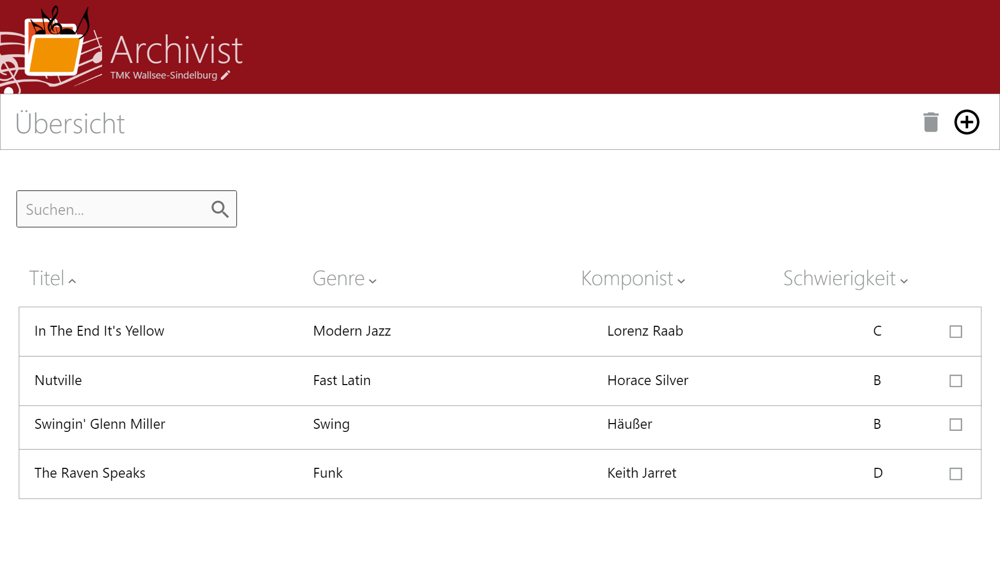 Archivist
TMK Wallsee-Sindelburg
Übersicht
Suchen...
Titel Genre Komponist Schwierigkeit
In The End It's Yellow Modern Jazz Lorenz Raab C
Nutville Fast Latin Horace Silver B
Swingin' Glenn Miller Swing Häußer B
The Raven Speaks Funk Keith Jarret D